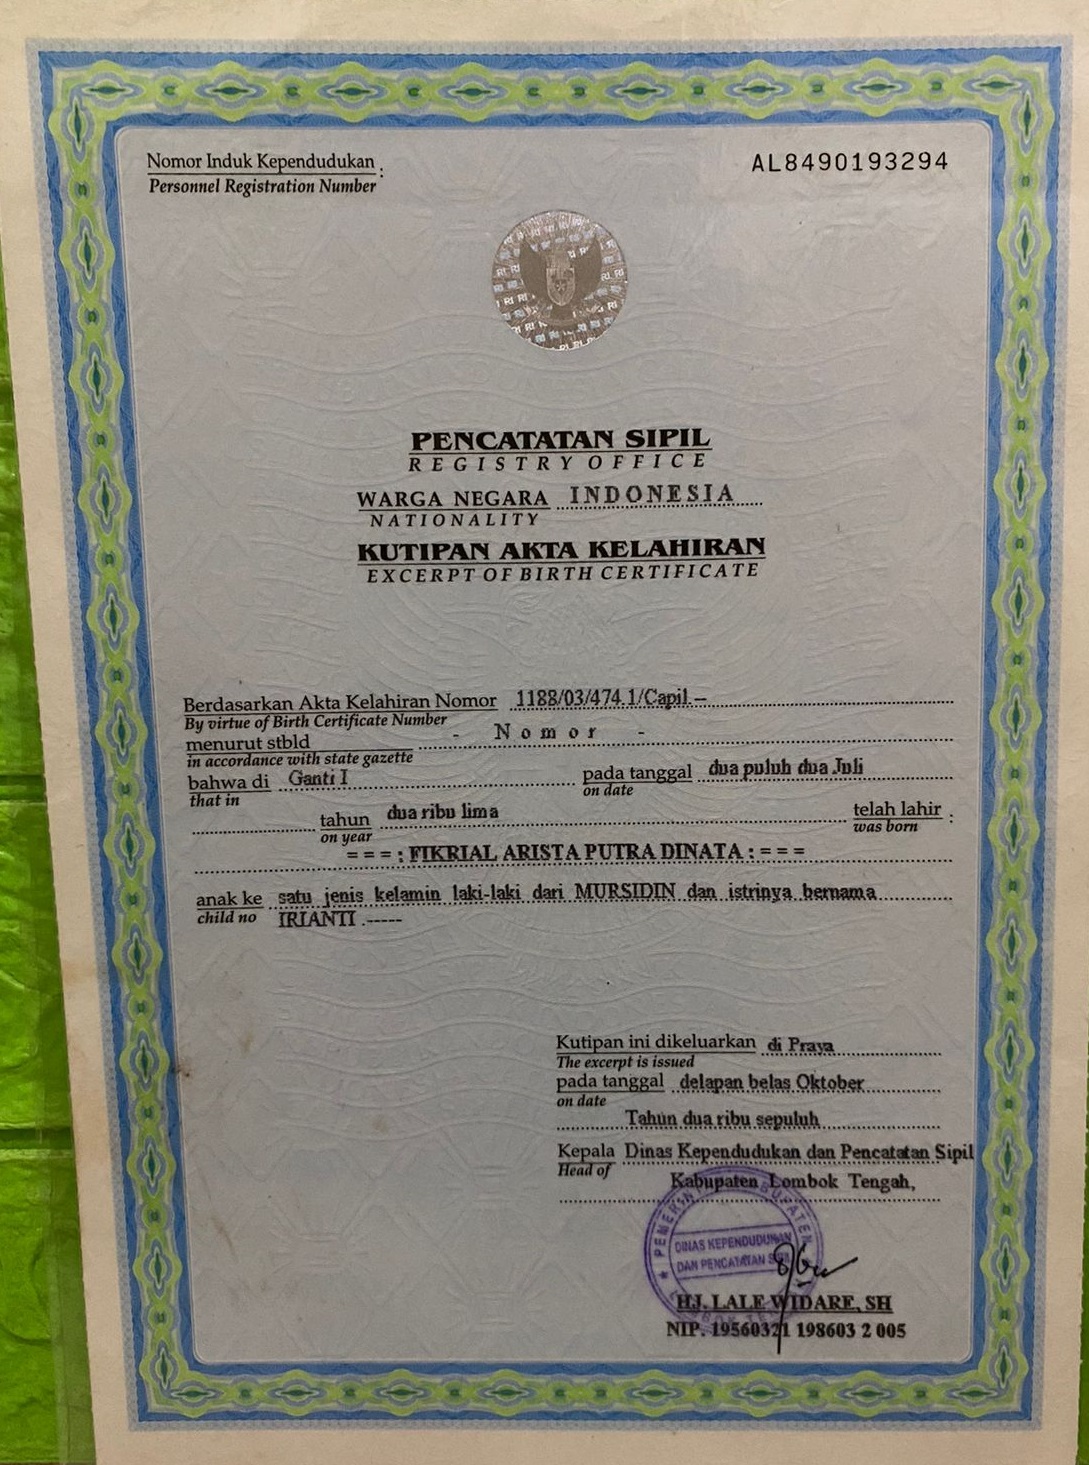 Nomor Induk Kependudukan :
Personnel Registration Number
AL8490193294
PENCATATAN SIPIL
REGISTRY OFFICE
WARGA NEGARA INDONESIA
NATIONALITY
KUTIPAN AKTA KELAHIRAN
EXCERPT OF BIRTH CERTIFICATE
Berdasarkan Akta Kelahiran Nomor 1188/03/474.1/Capil.--
By virtue of Birth Certificate Number
menurut stbld - Nomor -
in accordance with state gazette
bahwa di Ganti I pada tanggal dua puluh dua Juli
that in on date
tahun dua ribu lima telah lahir :
on year was born
= = = : FIKRIAL ARISTA PUTRA DINATA : = = =
anak ke satu jenis kelamin laki-laki dari MURSIDIN dan istrinya bernama
child no IRIANTI .-----
Kutipan ini dikeluarkan di Praya
The excerpt is issued
pada tanggal delapan belas Oktober
on date
Tahun dua ribu sepuluh
Kepala Dinas Kependudukan dan Pencatatan Sipil
Head of
Kabupaten Lombok Tengah,
DINAS KEPENDUDUKAN
DAN PENCATATAN SIPIL
HJ. LALE WIDARE, SH
NIP. 19560321 198603 2 005